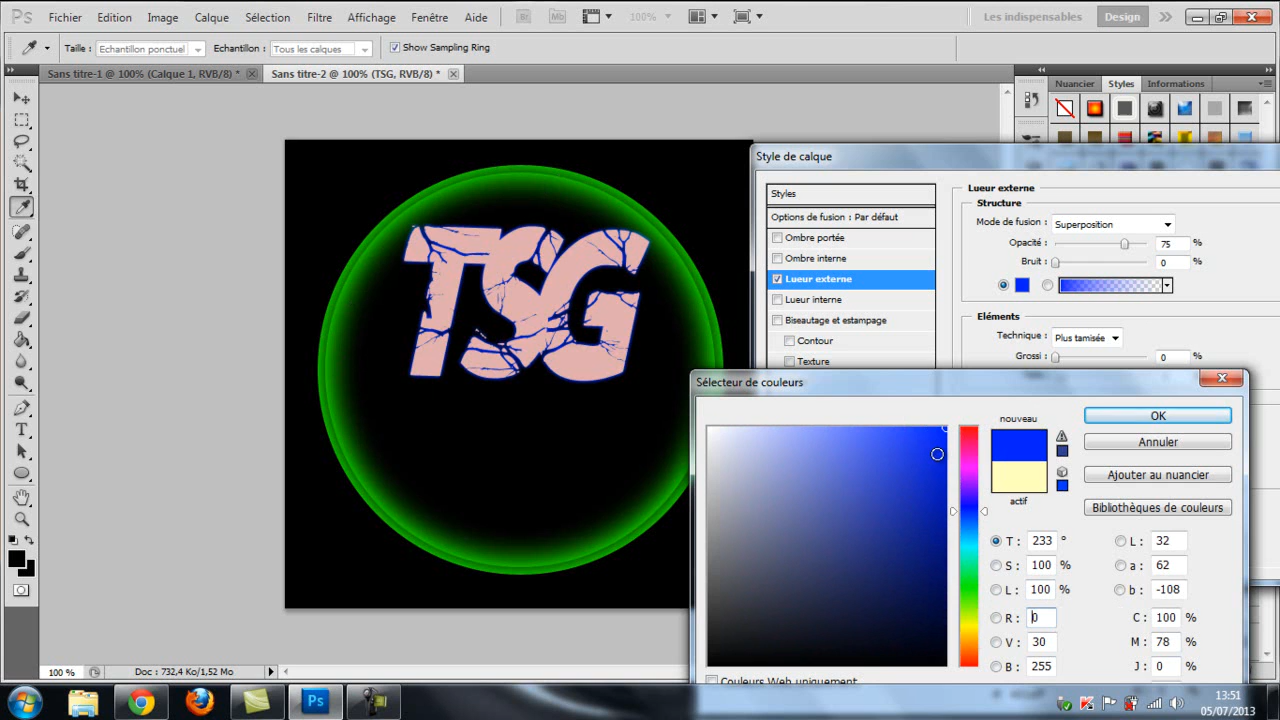 Ps Fichier Edition Image Calque Sélection Filtre Affichage Fenêtre Aide Br Mb 100% Les indispensables Design
Taille : Echantillon ponctuel Echantillon : Tous les calques Show Sampling Ring
Sans titre-1 @ 100% (Calque 1, RVB/8) * Sans titre-2 @ 100% (TSG, RVB/8) *
Nuancier Styles Informations
TSG
Style de calque
Styles
Options de fusion : Par défaut
Ombre portée
Ombre interne
Lueur externe
Lueur interne
Biseautage et estampage
Contour
Texture
Lueur externe
Structure
Mode de fusion : Superposition
Opacité : 75 %
Bruit : 0 %
Eléments
Technique : Plus tamisée
Grossi : 0 %
Sélecteur de couleurs
nouveau
actif
OK
Annuler
Ajouter au nuancier
Bibliothèques de couleurs
T : 233 ° L : 32
S : 100 % a : 62
L : 100 % b : -108
R : 0 C : 100 %
V : 30 M : 78 %
B : 255 J : 0 %
Couleurs Web uniquement
100 % Doc : 732,4 Ko/1,52 Mo
Ps
13:51
05/07/2013